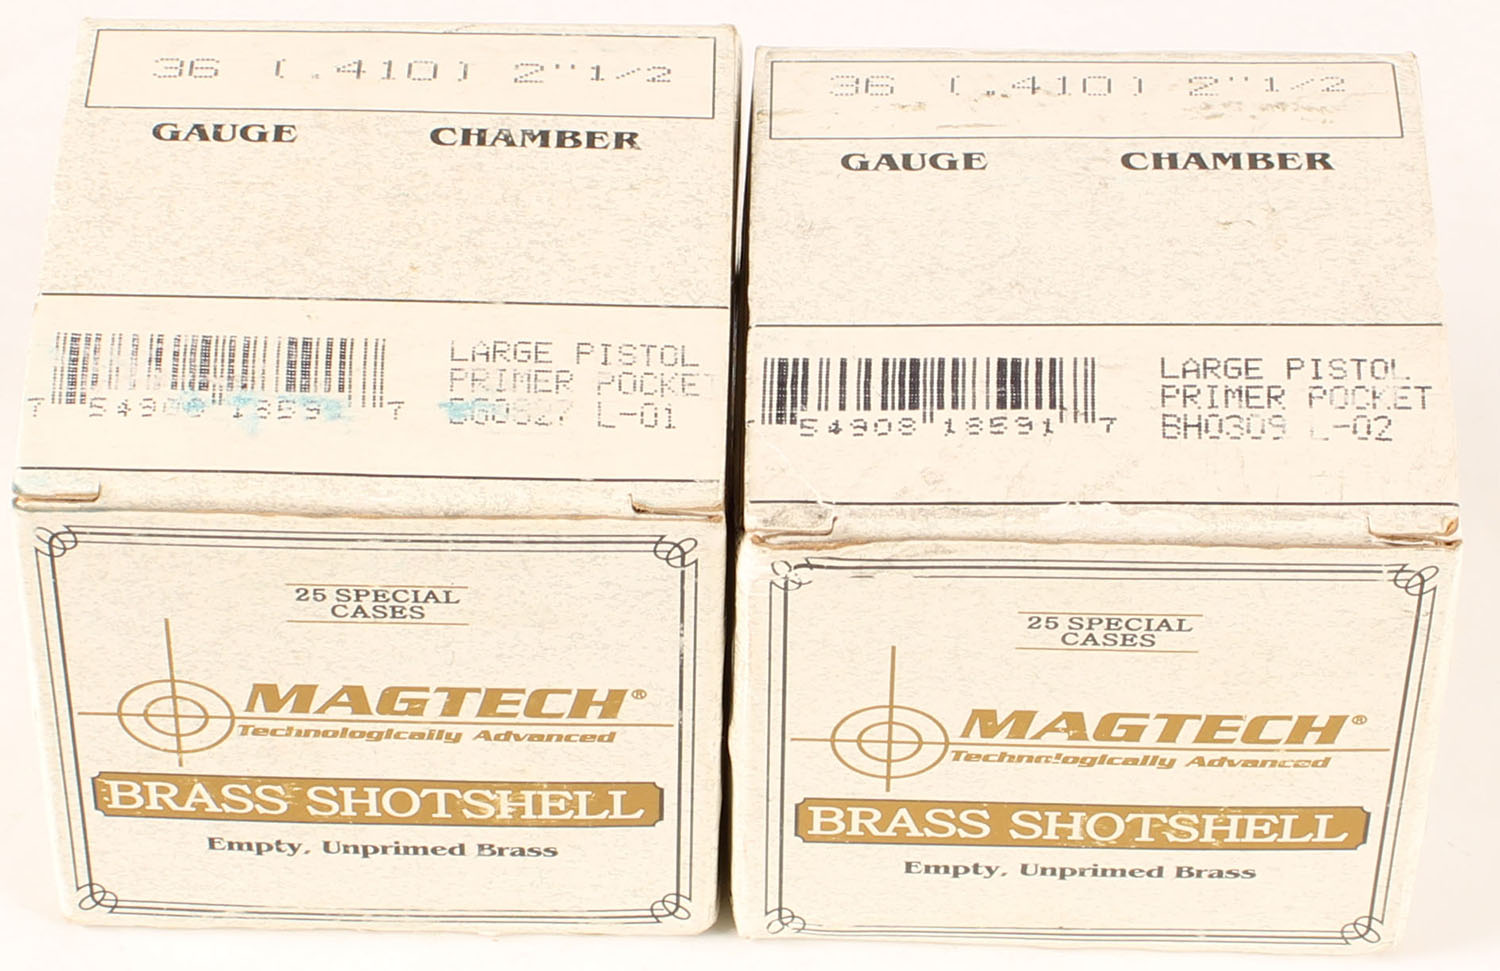 36 (.410) 2"1/2
GAUGE CHAMBER
LARGE PISTOL
PRIMER POCKET
L-01
7 7
25 SPECIAL
CASES
MAGTECH®
Technologically Advanced
BRASS SHOTSHELL
Empty, Unprimed Brass
36 (.410) 2"1/2
GAUGE CHAMBER
LARGE PISTOL
PRIMER POCKET
BH0309 L-02
54908 18591 7
25 SPECIAL
CASES
MAGTECH®
Technologically Advanced
BRASS SHOTSHELL
Empty, Unprimed Brass